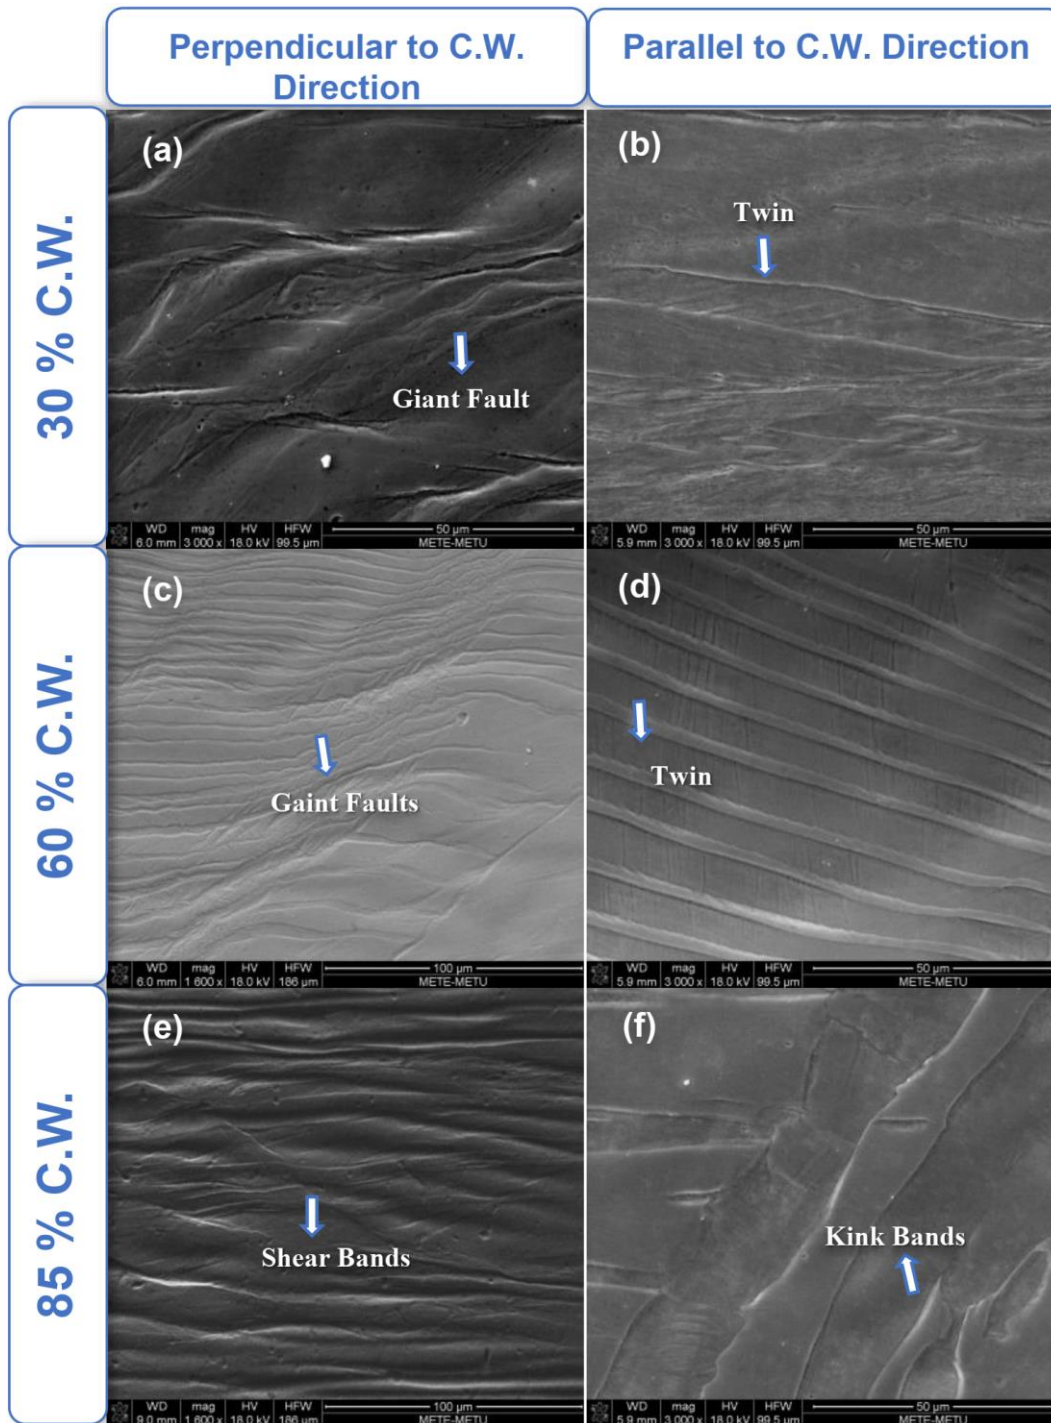 Perpendicular to C.W.
Direction
Parallel to C.W. Direction
30 % C.W.
(a)
Giant Fault
WD mag HV HFW 50 µm
6.0 mm 3 000 x 18.0 kV 99.5 µm METE-METU
(b)
Twin
WD mag HV HFW 50 µm
5.9 mm 3 000 x 18.0 kV 99.5 µm METE-METU
60 % C.W.
(c)
Gaint Faults
WD mag HV HFW 100 µm
6.0 mm 1 600 x 18.0 kV 186 µm METE-METU
(d)
Twin
WD mag HV HFW 50 µm
5.9 mm 3 000 x 18.0 kV 99.5 µm METE-METU
85 % C.W.
(e)
Shear Bands
WD mag HV HFW 100 µm
9.0 mm 1 600 x 18.0 kV 186 µm METE-METU
(f)
Kink Bands
WD mag HV HFW 50 µm
5.9 mm 3 000 x 18.0 kV 99.5 µm METE-METU